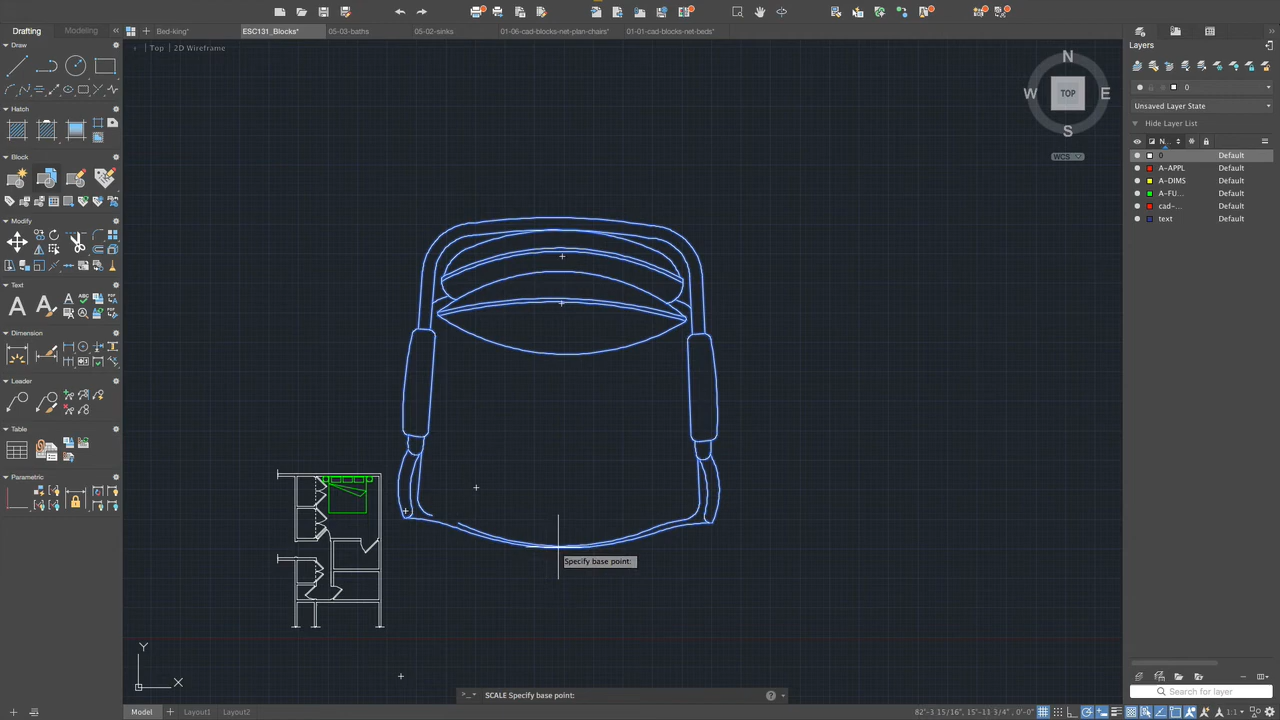 Drafting
Modeling
Bed-king*
ESC131_Blocks*
05-03-baths
02-05-sinks
01-06-cad-blocks-net-plan-chairs*
01-01-cad-blocks-net-beds*
Draw
Top
2D Wireframe
Hatch
Block
Modify
Text
A
A
Dimension
Leader
Table
Parametric
N
W
TOP
E
S
WCS
Specify base point:
Y
X
SCALE Specify base point:
Model
Layout1
Layout2
82'-3 15/16", 15'-11 3/4", 0'-0"
1:1
Layers
0
Unsaved Layer State
Hide Layer List
N...
0 Default
A-APPL Default
A-DIMS Default
A-FU... Default
cad-... Default
text Default
Search for layer